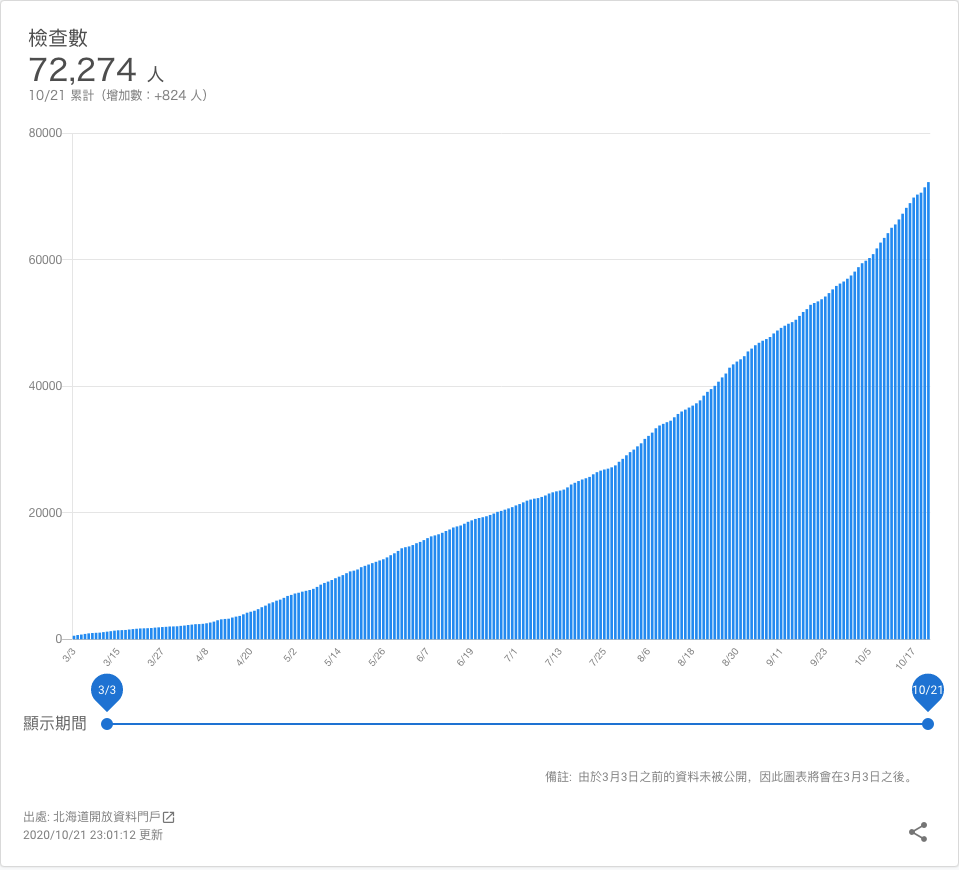 檢查數
72,274 人
10/21 累計（增加數：+824 人）
80000
60000
40000
20000
0
3/3 3/15 3/27 4/8 4/20 5/2 5/14 5/26 6/7 6/19 7/1 7/13 7/25 8/6 8/18 8/30 9/11 9/23 10/5 10/17
3/3 10/21
顯示期間
備註: 由於3月3日之前的資料未被公開，因此圖表將會在3月3日之後。
出處: 北海道開放資料門戶
2020/10/21 23:01:12 更新